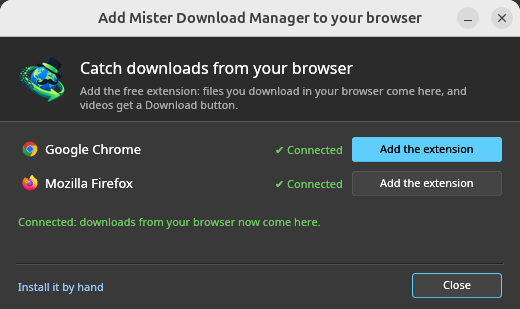 Add Mister Download Manager to your browser
Catch downloads from your browser
Add the free extension: files you download in your browser come here, and
videos get a Download button.
Google Chrome
✔ Connected
Add the extension
Mozilla Firefox
✔ Connected
Add the extension
Connected: downloads from your browser now come here.
Install it by hand
Close